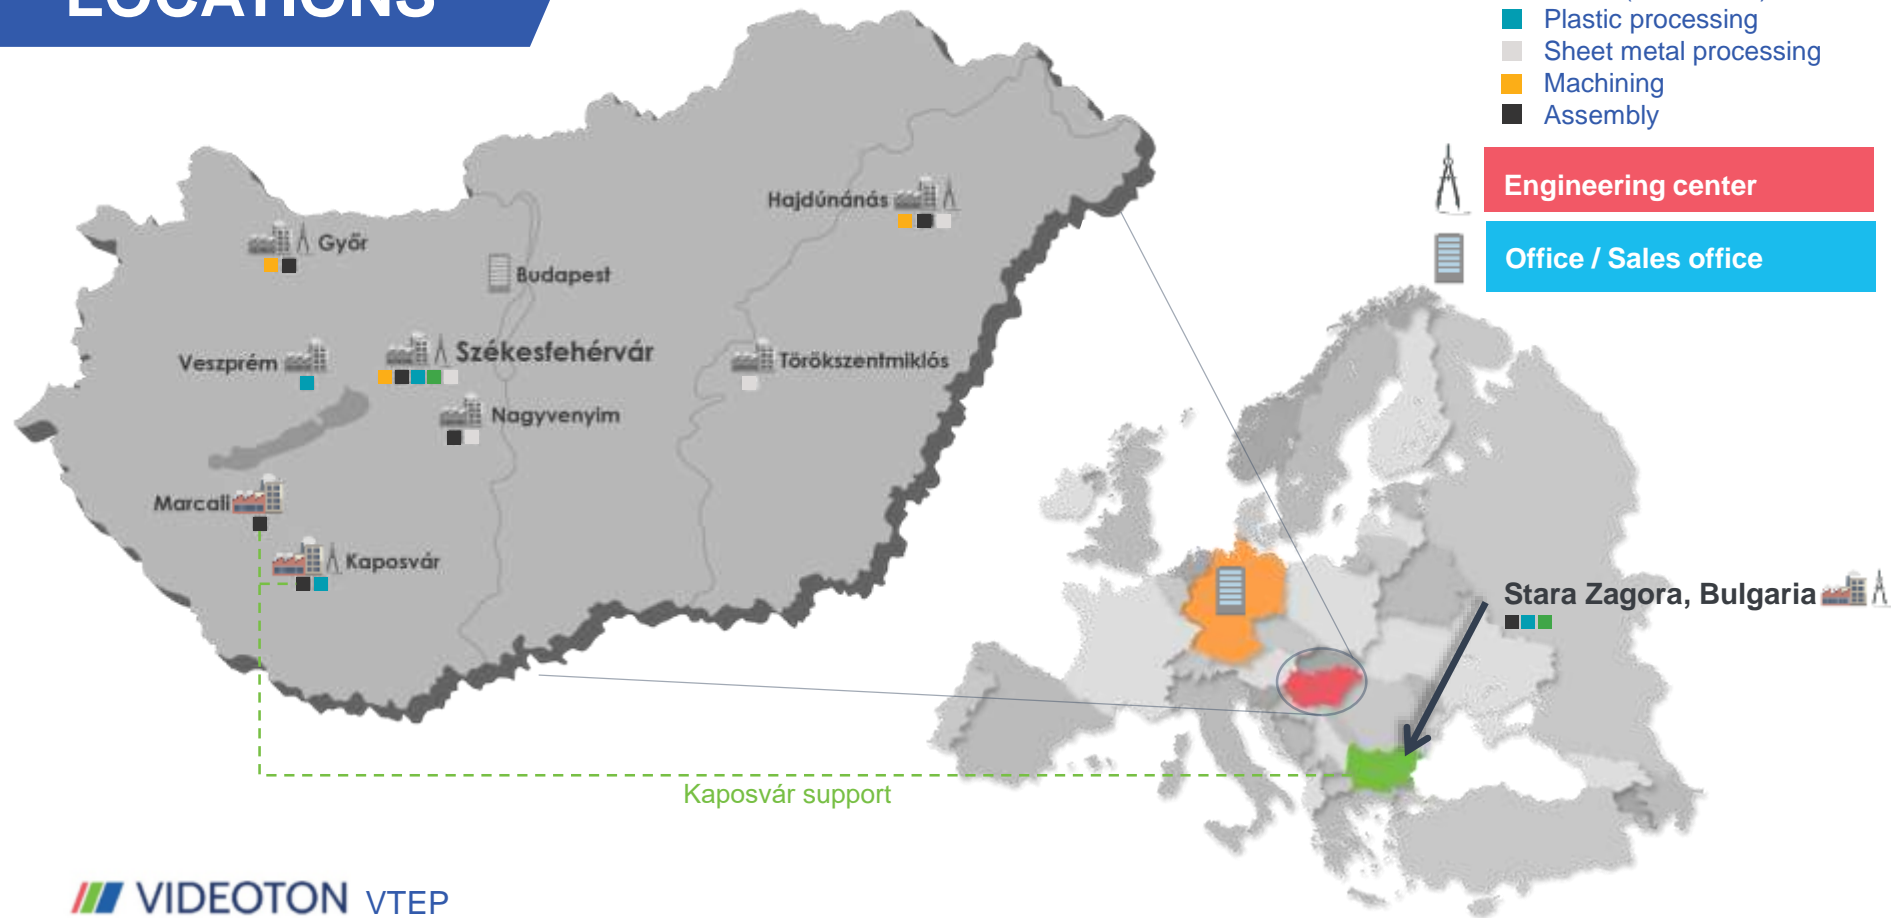 LOCATIONS
Plastic processing
Sheet metal processing
Machining
Assembly
Engineering center
Office / Sales office
Hajdúnánás
Győr
Budapest
Székesfehérvár
Veszprém
Törökszentmiklós
Nagyvenyim
Marcali
Kaposvár
Stara Zagora, Bulgaria
Kaposvár support
VIDEOTON VTEP